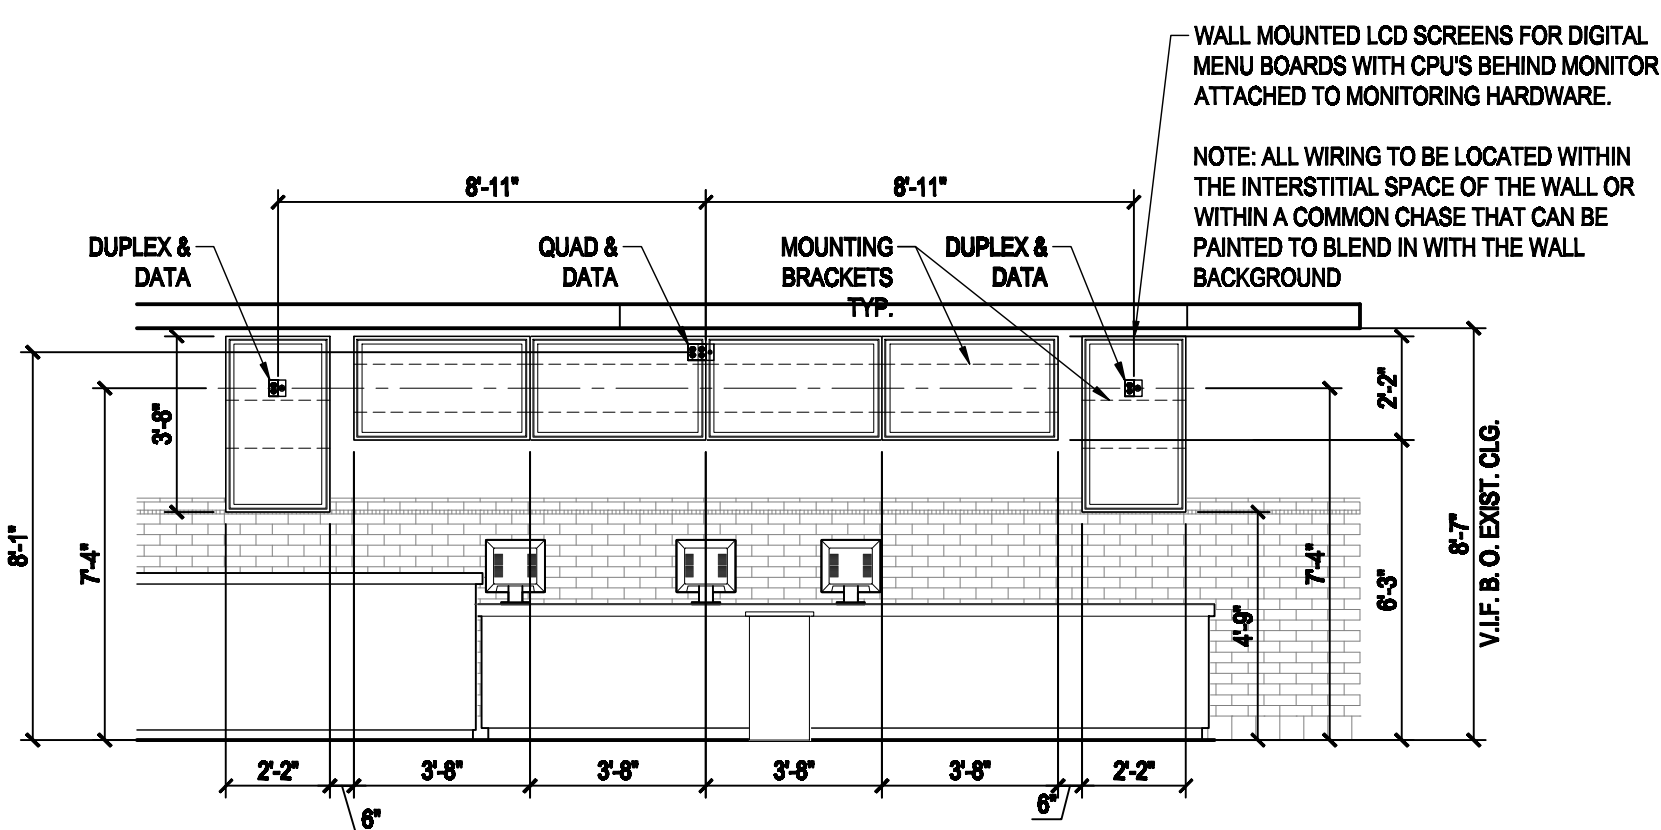 WALL MOUNTED LCD SCREENS FOR DIGITAL
MENU BOARDS WITH CPU'S BEHIND MONITOR
ATTACHED TO MONITORING HARDWARE.
NOTE: ALL WIRING TO BE LOCATED WITHIN
THE INTERSTITIAL SPACE OF THE WALL OR
WITHIN A COMMON CHASE THAT CAN BE
PAINTED TO BLEND IN WITH THE WALL
BACKGROUND
8'-11"
8'-11"
DUPLEX &
DATA
QUAD &
DATA
MOUNTING
BRACKETS
TYP.
DUPLEX &
DATA
8'-1"
7'-4"
3'-8"
2'-2"
7'-4"
6'-3"
4'-9"
8'-7"
V.I.F. B. O. EXIST. CLG.
2'-2"
3'-8"
3'-8"
3'-8"
3'-8"
2'-2"
6"
6"